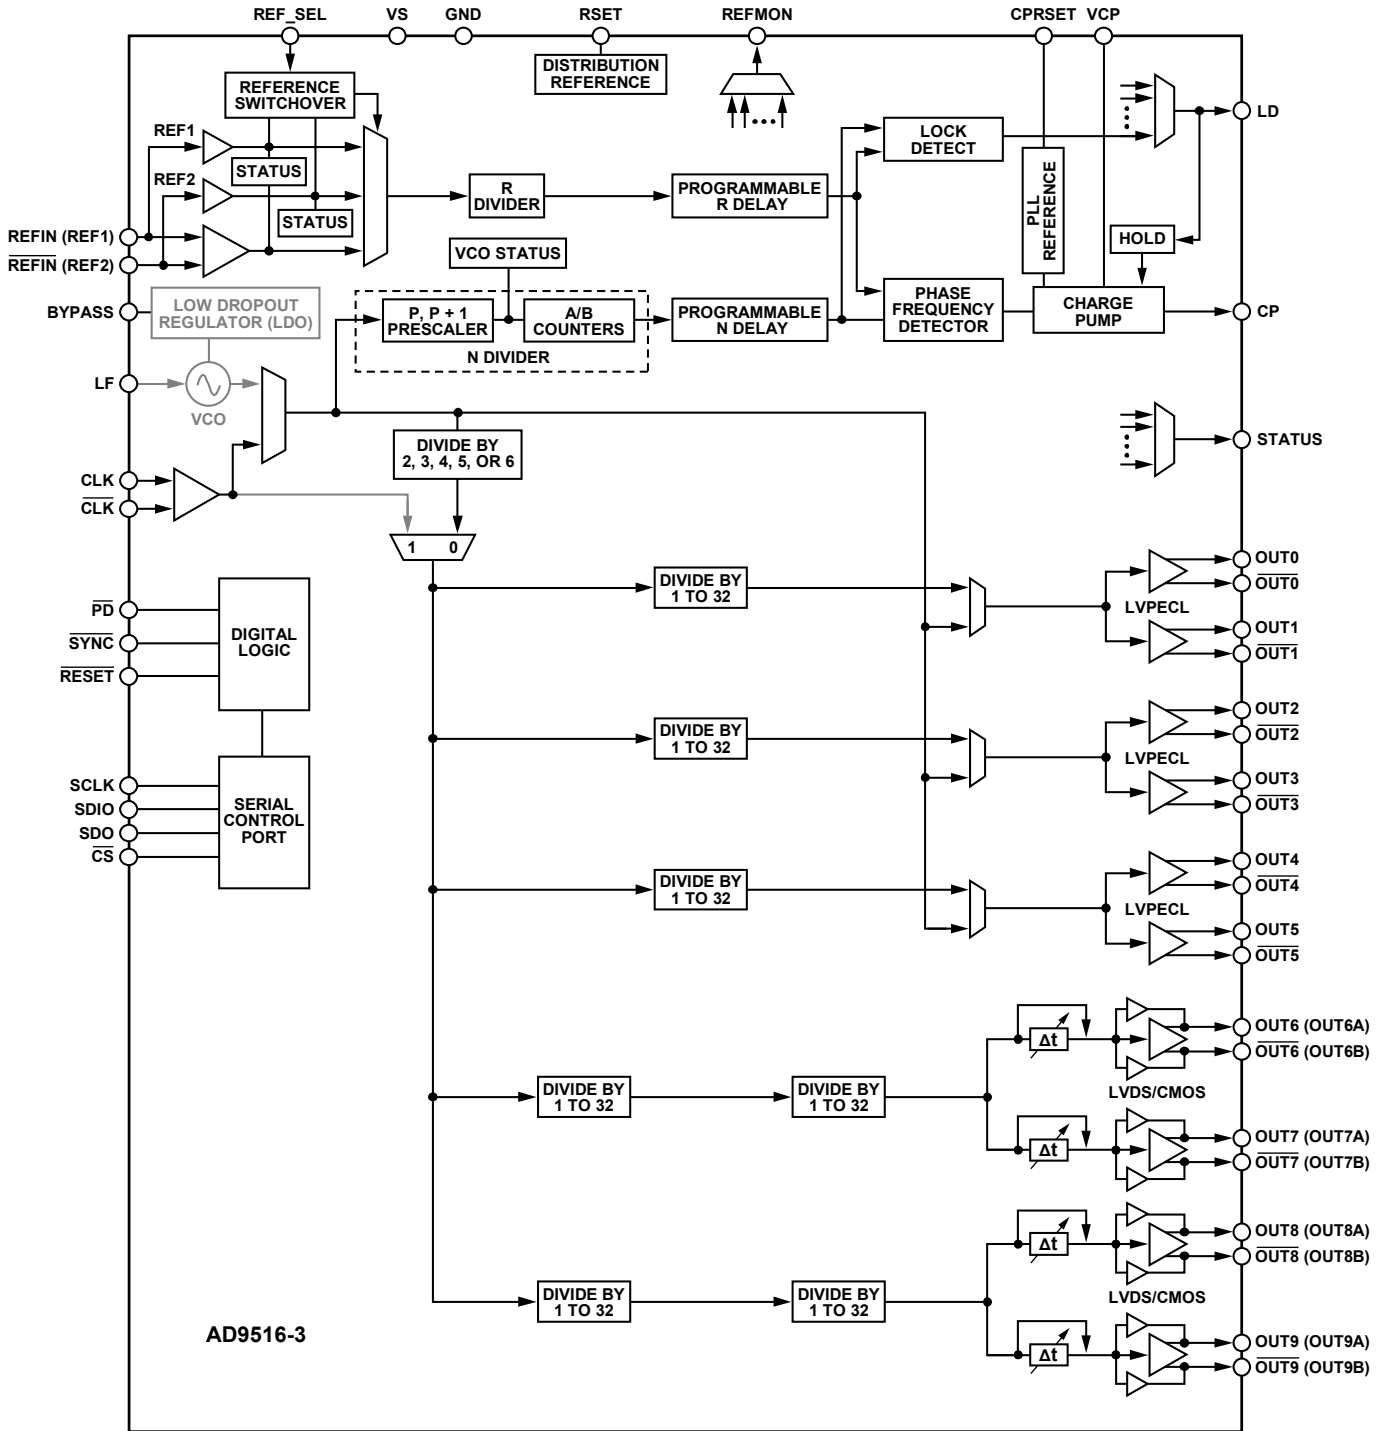 REF_SEL VS GND RSET REFMON CPRSET VCP
DISTRIBUTION
REFERENCE
REFERENCE
SWITCHOVER
REF1
STATUS
REF2
STATUS
REFIN (REF1)
REFIN (REF2)
R
DIVIDER
PROGRAMMABLE
R DELAY
LOCK
DETECT
PLL
REFERENCE
LD
HOLD
VCO STATUS
BYPASS
LOW DROPOUT
REGULATOR (LDO)
P, P + 1
PRESCALER
A/B
COUNTERS
N DIVIDER
PROGRAMMABLE
N DELAY
PHASE
FREQUENCY
DETECTOR
CHARGE
PUMP
CP
LF
VCO
STATUS
DIVIDE BY
2, 3, 4, 5, OR 6
CLK
CLK
1 0
PD
SYNC
RESET
DIGITAL
LOGIC
SCLK
SDIO
SDO
CS
SERIAL
CONTROL
PORT
DIVIDE BY
1 TO 32
LVPECL
OUT0
OUT0
OUT1
OUT1
DIVIDE BY
1 TO 32
LVPECL
OUT2
OUT2
OUT3
OUT3
DIVIDE BY
1 TO 32
LVPECL
OUT4
OUT4
OUT5
OUT5
DIVIDE BY
1 TO 32
DIVIDE BY
1 TO 32
Δt
Δt
LVDS/CMOS
OUT6 (OUT6A)
OUT6 (OUT6B)
OUT7 (OUT7A)
OUT7 (OUT7B)
DIVIDE BY
1 TO 32
DIVIDE BY
1 TO 32
Δt
Δt
LVDS/CMOS
OUT8 (OUT8A)
OUT8 (OUT8B)
OUT9 (OUT9A)
OUT9 (OUT9B)
AD9516-3